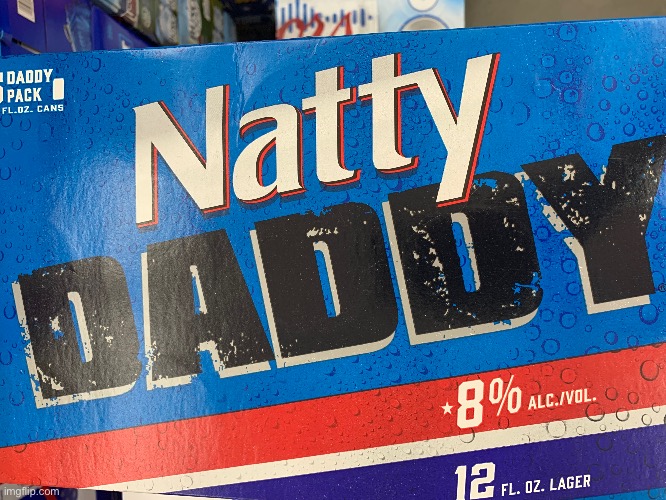 DADDY
PACK
FL.OZ. CANS
Natty
DADDY
★8% ALC./VOL.
12 FL. OZ. LAGER
imgflip.com